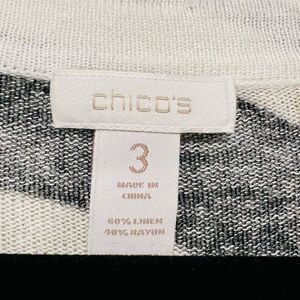 chico's
3
MADE IN
CHINA
60% LINEN
40% RAYON